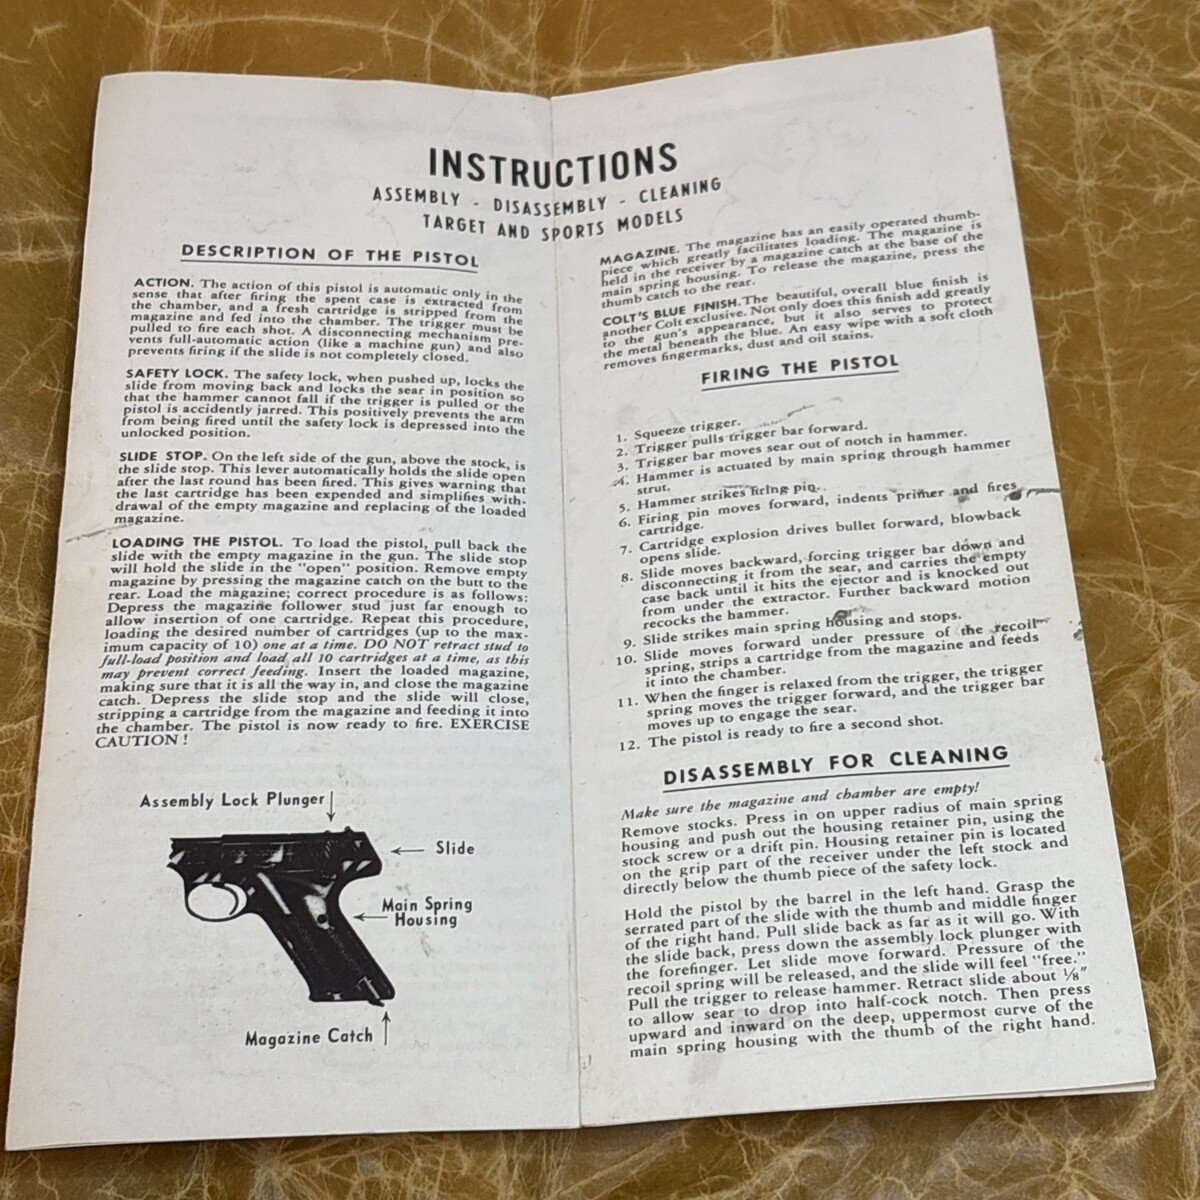 INSTRUCTIONS
ASSEMBLY - DISASSEMBLY - CLEANING
TARGET AND SPORTS MODELS
DESCRIPTION OF THE PISTOL
ACTION. The action of this pistol is automatic only in the
sense that after firing the spent case is extracted from
the chamber, and a fresh cartridge is stripped from the
magazine and fed into the chamber. The trigger must be
pulled to fire each shot. A disconnecting mechanism pre-
vents full-automatic action (like a machine gun) and also
prevents firing if the slide is not completely closed.
SAFETY LOCK. The safety lock, when pushed up, locks the
slide from moving back and locks the sear in position so
that the hammer cannot fall if the trigger is pulled or the
pistol is accidently jarred. This positively prevents the arm
from being fired until the safety lock is depressed into the
unlocked position.
SLIDE STOP. On the left side of the gun, above the stock, is
the slide stop. This lever automatically holds the slide open
after the last round has been fired. This gives warning that
the last cartridge has been expended and simplifies with-
drawal of the empty magazine and replacing of the loaded
magazine.
LOADING THE PISTOL. To load the pistol, pull back the
slide with the empty magazine in the gun. The slide stop
will hold the slide in the "open" position. Remove empty
magazine by pressing the magazine catch on the butt to the
rear. Load the magazine; correct procedure is as follows:
Depress the magazine follower stud just far enough to
allow insertion of one cartridge. Repeat this procedure,
loading the desired number of cartridges (up to the max-
imum capacity of 10) one at a time. DO NOT retract stud to
full-load position and load all 10 cartridges at a time, as this
may prevent correct feeding. Insert the loaded magazine,
making sure that it is all the way in, and close the magazine
catch. Depress the slide stop and the slide will close,
stripping a cartridge from the magazine and feeding it into
the chamber. The pistol is now ready to fire. EXERCISE
CAUTION!
Assembly Lock Plunger
Slide
Main Spring
Housing
Magazine Catch
MAGAZINE. The magazine has an easily operated thumb-
piece which greatly facilitates loading. The magazine is
held in the receiver by a magazine catch at the base of the
main spring housing. To release the magazine, press the
thumb catch to the rear.
COLT'S BLUE FINISH. The beautiful, overall blue finish is
another Colt exclusive. Not only does this finish add greatly
to the gun's appearance, but it also serves to protect
the metal beneath the blue. An easy wipe with a soft cloth
removes fingermarks, dust and oil stains.
FIRING THE PISTOL
1. Squeeze trigger.
2. Trigger pulls trigger bar forward.
3. Trigger bar moves sear out of notch in hammer.
4. Hammer is actuated by main spring through hammer
strut.
5. Hammer strikes firing pin.
6. Firing pin moves forward, indents primer and fires
cartridge.
7. Cartridge explosion drives bullet forward, blowback
opens slide.
8. Slide moves backward, forcing trigger bar down and
disconnecting it from the sear, and carries the empty
case back until it hits the ejector and is knocked out
from under the extractor. Further backward motion
recocks the hammer.
9. Slide strikes main spring housing and stops.
10. Slide moves forward under pressure of the recoil
spring, strips a cartridge from the magazine and feeds
it into the chamber.
11. When the finger is relaxed from the trigger, the trigger
spring moves the trigger forward, and the trigger bar
moves up to engage the sear.
12. The pistol is ready to fire a second shot.
DISASSEMBLY FOR CLEANING
Make sure the magazine and chamber are empty!
Remove stocks. Press in on upper radius of main spring
housing and push out the housing retainer pin, using the
stock screw or a drift pin. Housing retainer pin is located
on the grip part of the receiver under the left stock and
directly below the thumb piece of the safety lock.
Hold the pistol by the barrel in the left hand. Grasp the
serrated part of the slide with the thumb and middle finger
of the right hand. Pull slide back as far as it will go. With
the slide back, press down the assembly lock plunger with
the forefinger. Let slide move forward. Pressure of the
recoil spring will be released, and the slide will feel "free."
Pull the trigger to release hammer. Retract slide about 1/8"
to allow sear to drop into half-cock notch. Then press
upward and inward on the deep, uppermost curve of the
main spring housing with the thumb of the right hand.